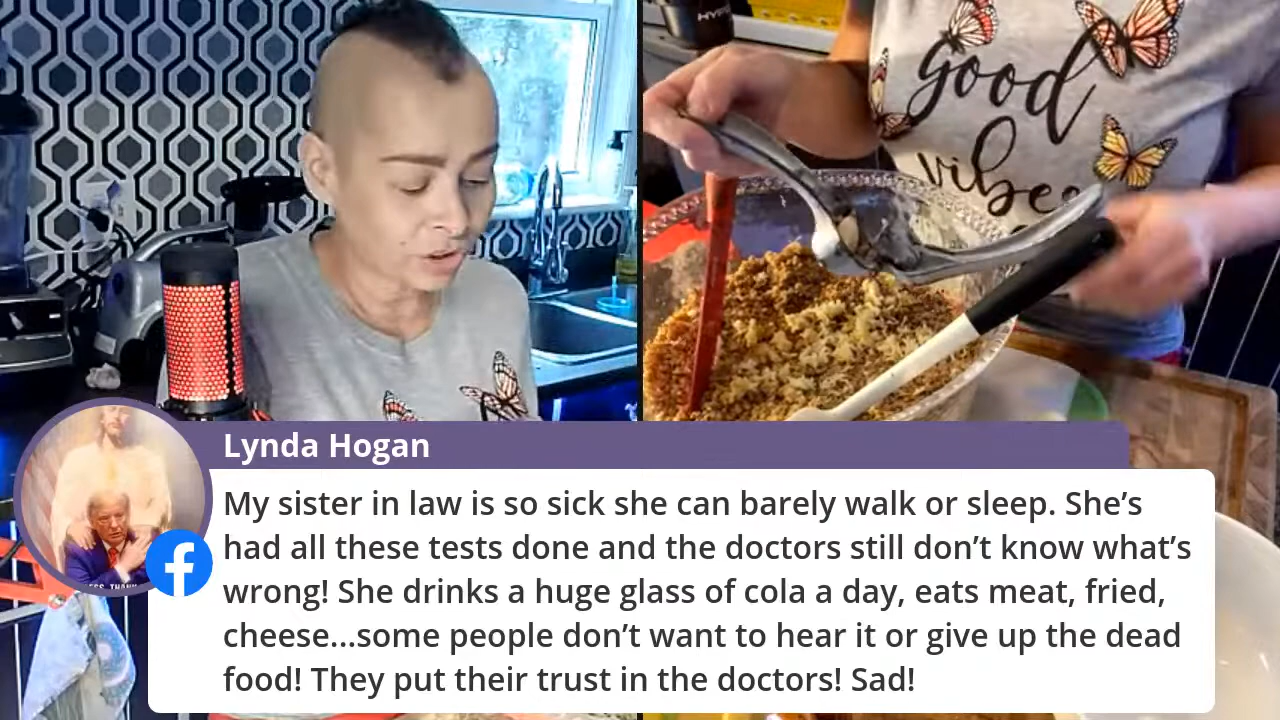 HYPE
good
vibes
Lynda Hogan
My sister in law is so sick she can barely walk or sleep. She’s
had all these tests done and the doctors still don’t know what’s
wrong! She drinks a huge glass of cola a day, eats meat, fried,
cheese...some people don’t want to hear it or give up the dead
food! They put their trust in the doctors! Sad!